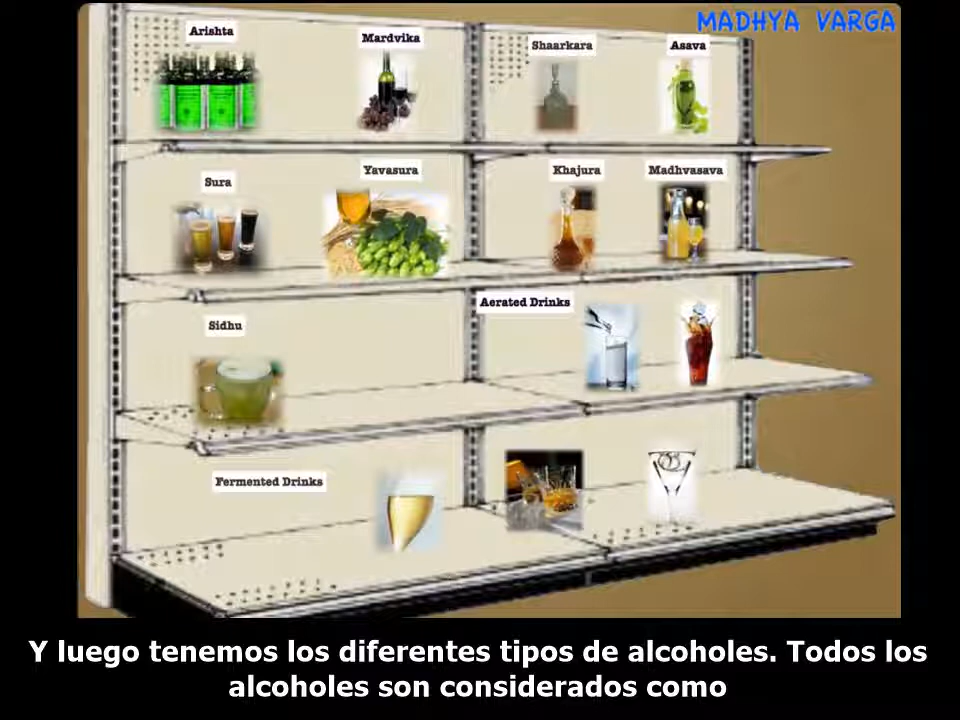 MADHYA VARGA
Arishta
Mardvika
Shaarkara
Asava
Sura
Yavasura
Khajura
Madhvasava
Sidhu
Aerated Drinks
Fermented Drinks
Y luego tenemos los diferentes tipos de alcoholes. Todos los
alcoholes son considerados como